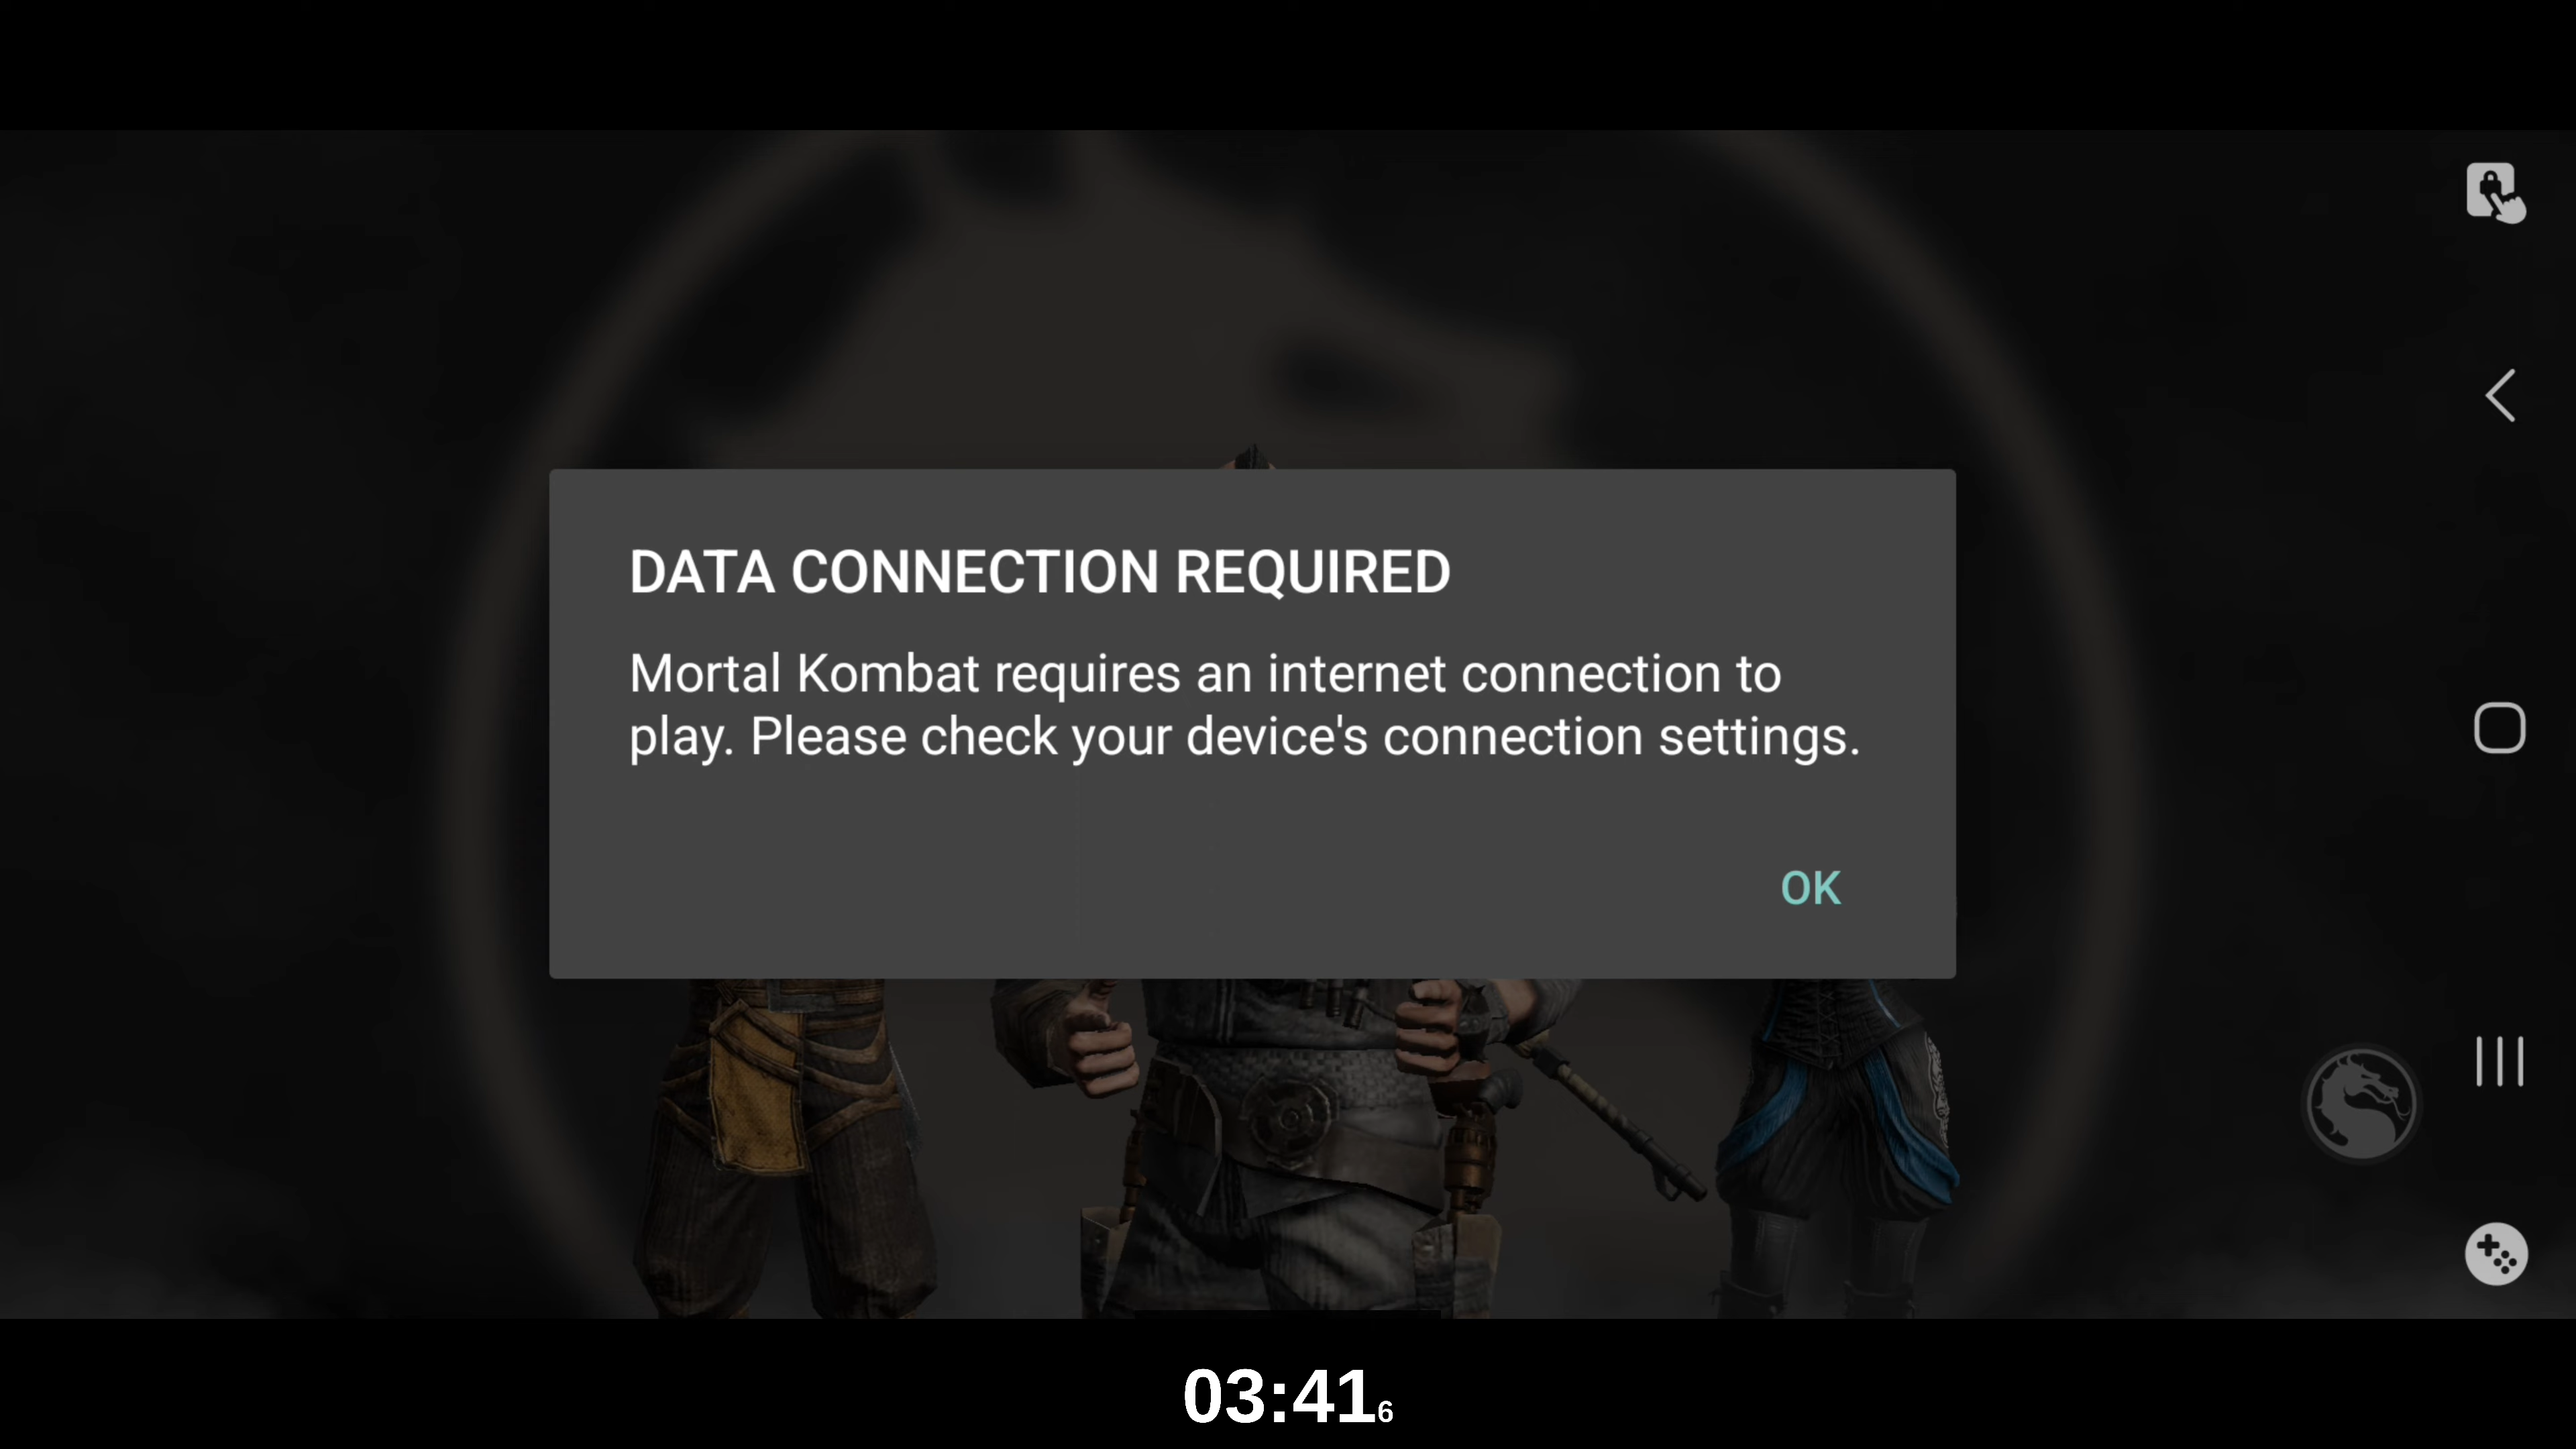 DATA CONNECTION REQUIRED
Mortal Kombat requires an internet connection to
play. Please check your device's connection settings.
OK
03:416